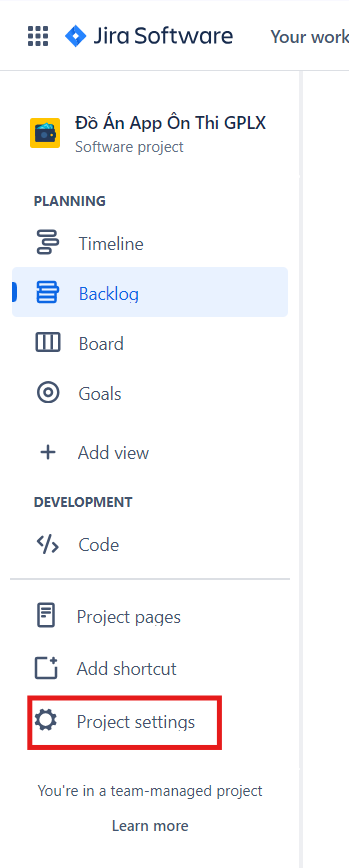 Jira Software
Your work
Đồ Án App Ôn Thi GPLX
Software project
PLANNING
Timeline
Backlog
Board
Goals
Add view
DEVELOPMENT
Code
Project pages
Add shortcut
Project settings
You're in a team-managed project
Learn more